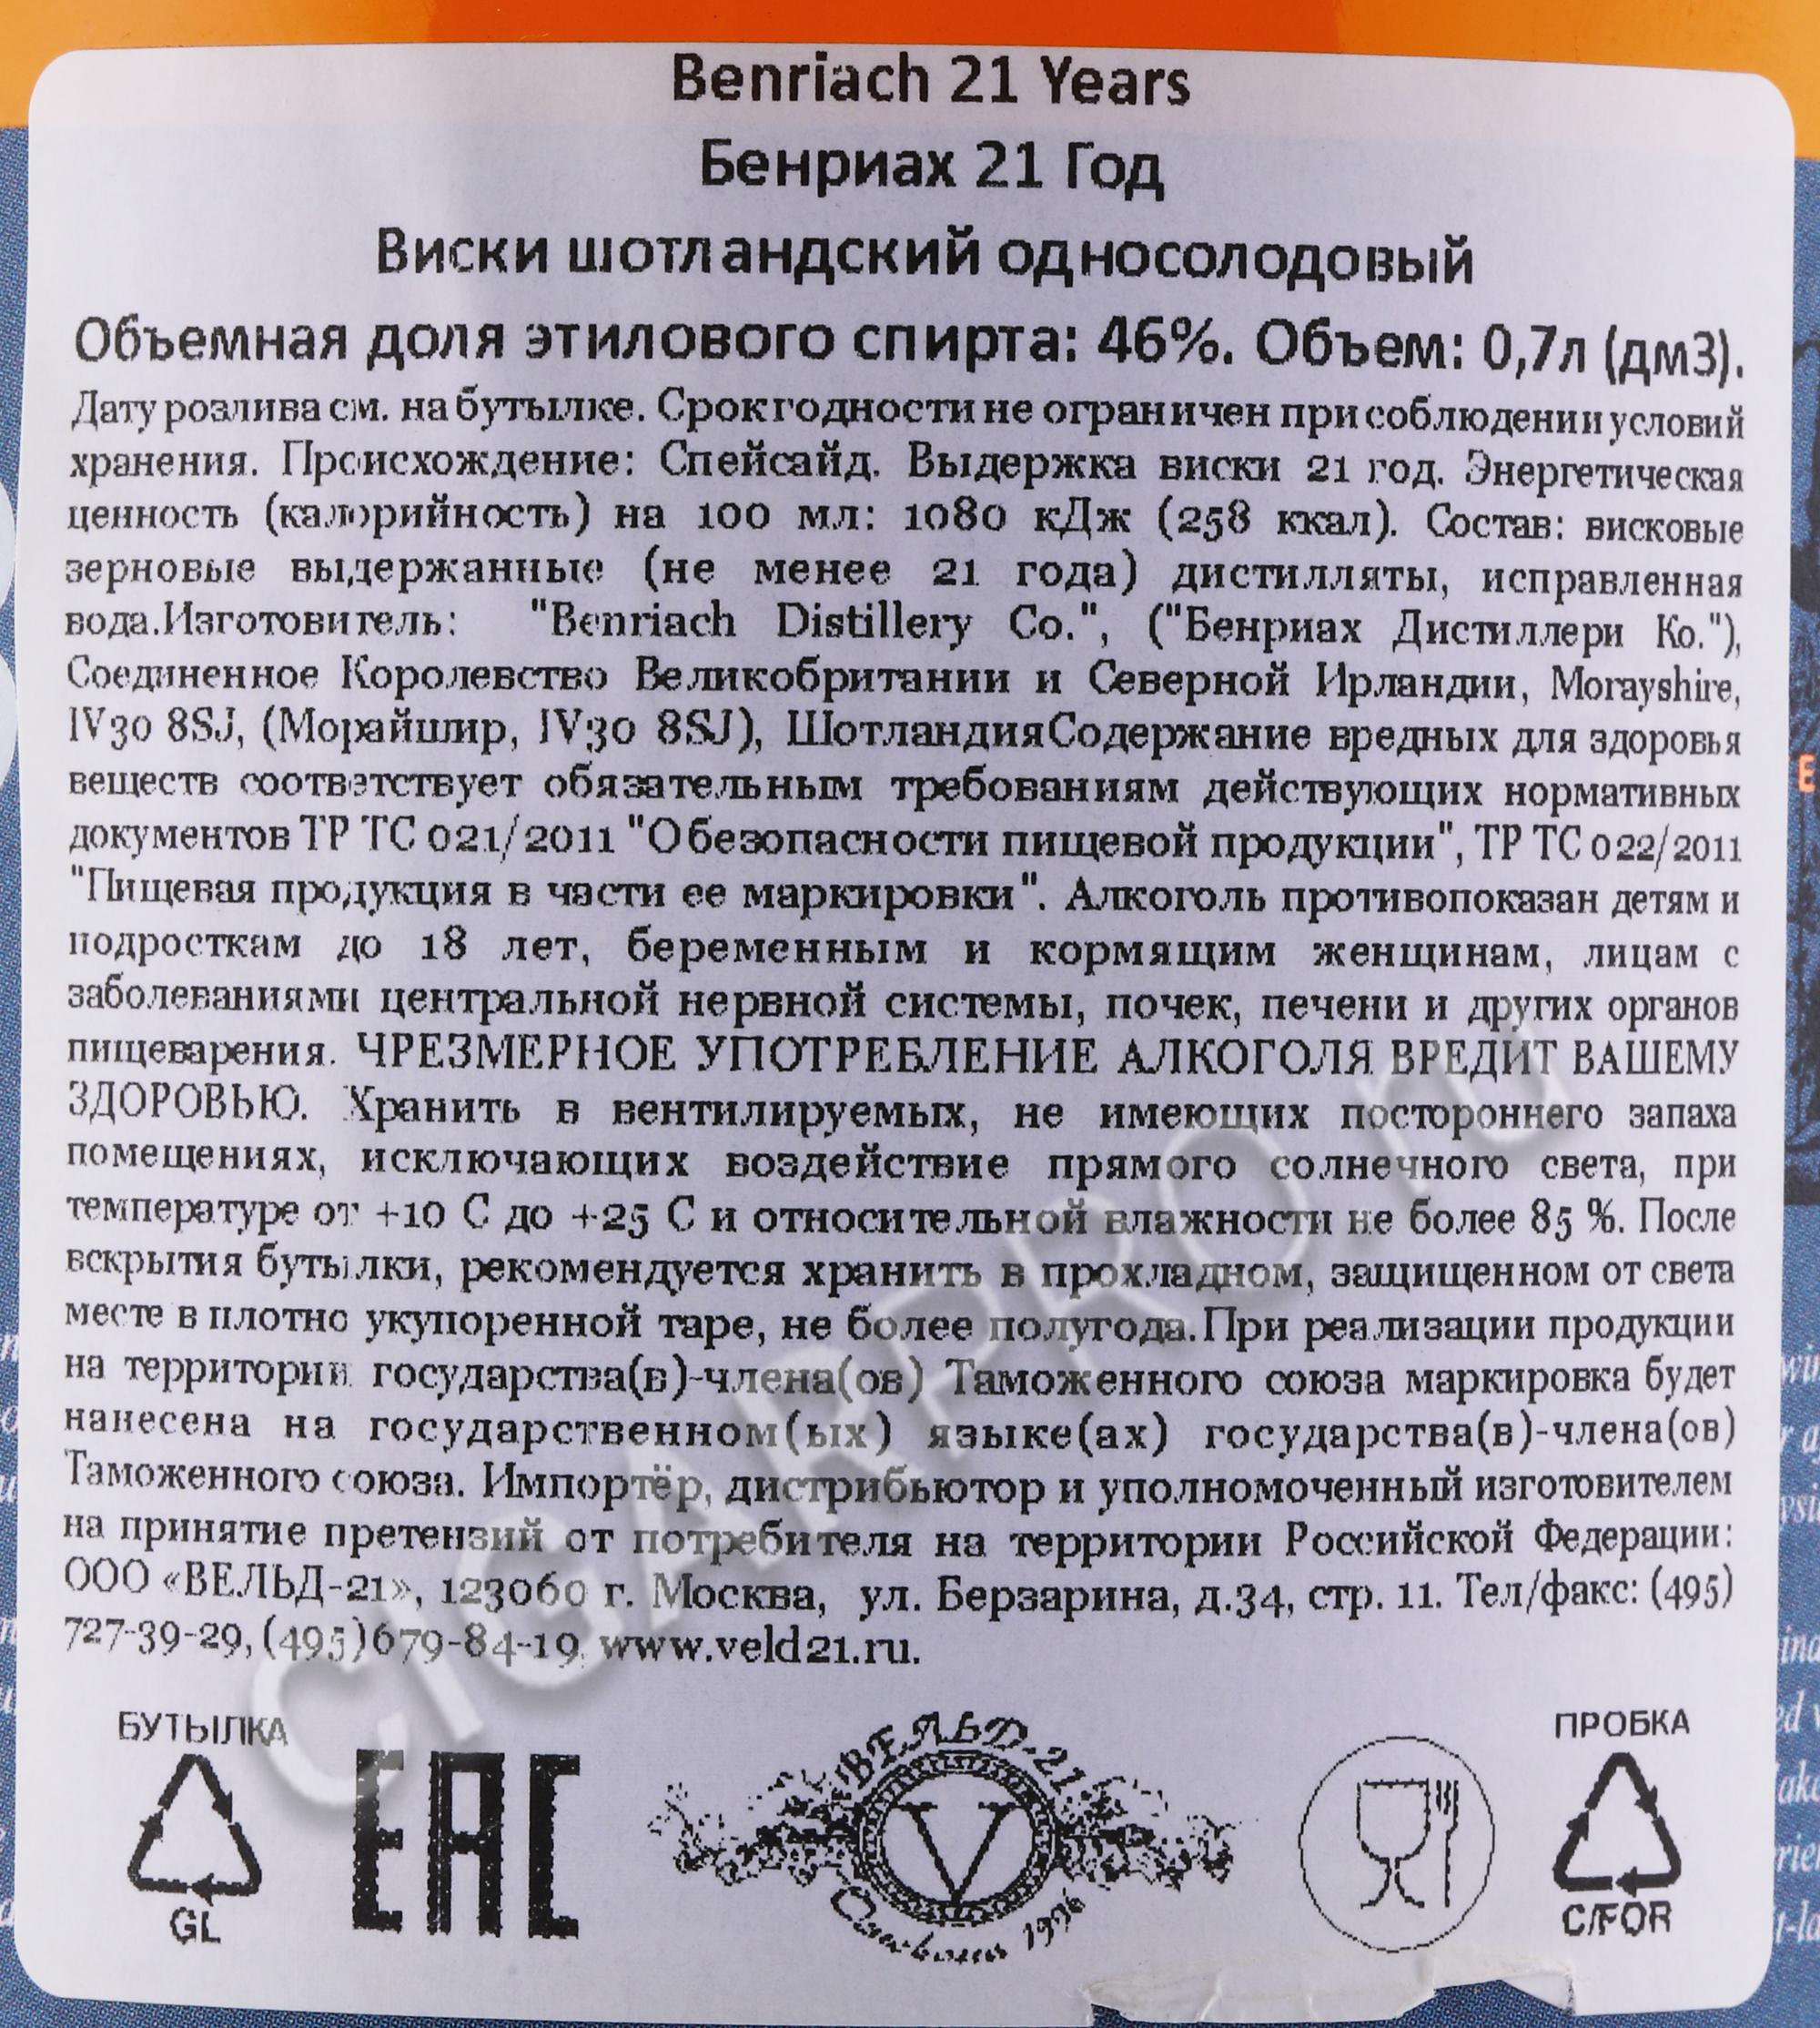 Benriach 21 Years
Бенриах 21 Год
Виски шотландский односолодовый
Объемная доля этилового спирта: 46%. Объем: 0,7л (дм3).
Дату розлива см. на бутылке. Срок годности не ограничен при соблюдении условий
хранения. Происхождение: Спейсайд. Выдержка виски 21 год. Энергетическая
ценность (калорийность) на 100 мл: 1080 кДж (258 ккал). Состав: висковые
зерновые выдержанные (не менее 21 года) дистилляты, исправленная
вода.Изготовитель: "Benriach Distillery Co.", ("Бенриах Дистиллери Ко."),
Соединенное Королевство Великобритании и Северной Ирландии, Morayshire,
IV30 8SJ, (Морайшир, IV30 8SJ), ШотландияСодержание вредных для здоровья
веществ соответствует обязательным требованиям действующих нормативных
документов ТР ТС 021/2011 "О безопасности пищевой продукции", ТР ТС 022/2011
"Пищевая продукция в части ее маркировки". Алкоголь противопоказан детям и
подросткам до 18 лет, беременным и кормящим женщинам, лицам с
заболеваниями центральной нервной системы, почек, печени и других органов
пищеварения. ЧРЕЗМЕРНОЕ УПОТРЕБЛЕНИЕ АЛКОГОЛЯ ВРЕДИТ ВАШЕМУ
ЗДОРОВЬЮ. Хранить в вентилируемых, не имеющих постороннего запаха
помещениях, исключающих воздействие прямого солнечного света, при
температуре от +10 С до +25 С и относительной влажности не более 85 %. После
вскрытия бутылки, рекомендуется хранить в прохладном, защищенном от света
месте в плотно укупоренной таре, не более полугода.При реализации продукции
на территории государства(в)-члена(ов) Таможенного союза маркировка будет
нанесена на государственном(ых) языке(ах) государства(в)-члена(ов)
Таможенного союза. Импортёр, дистрибьютор и уполномоченный изготовителем
на принятие претензий от потребителя на территории Российской Федерации:
ООО «ВЕЛЬД-21», 123060 г. Москва, ул. Берзарина, д.34, стр. 11. Тел/факс: (495)
727-39-29, (495)679-84-19, www.veld21.ru.
CIGARPRO.ru
БУТЫЛКА
GL
EAC
ВЕЛЬД-21
V
1996
ПРОБКА
C/FOR